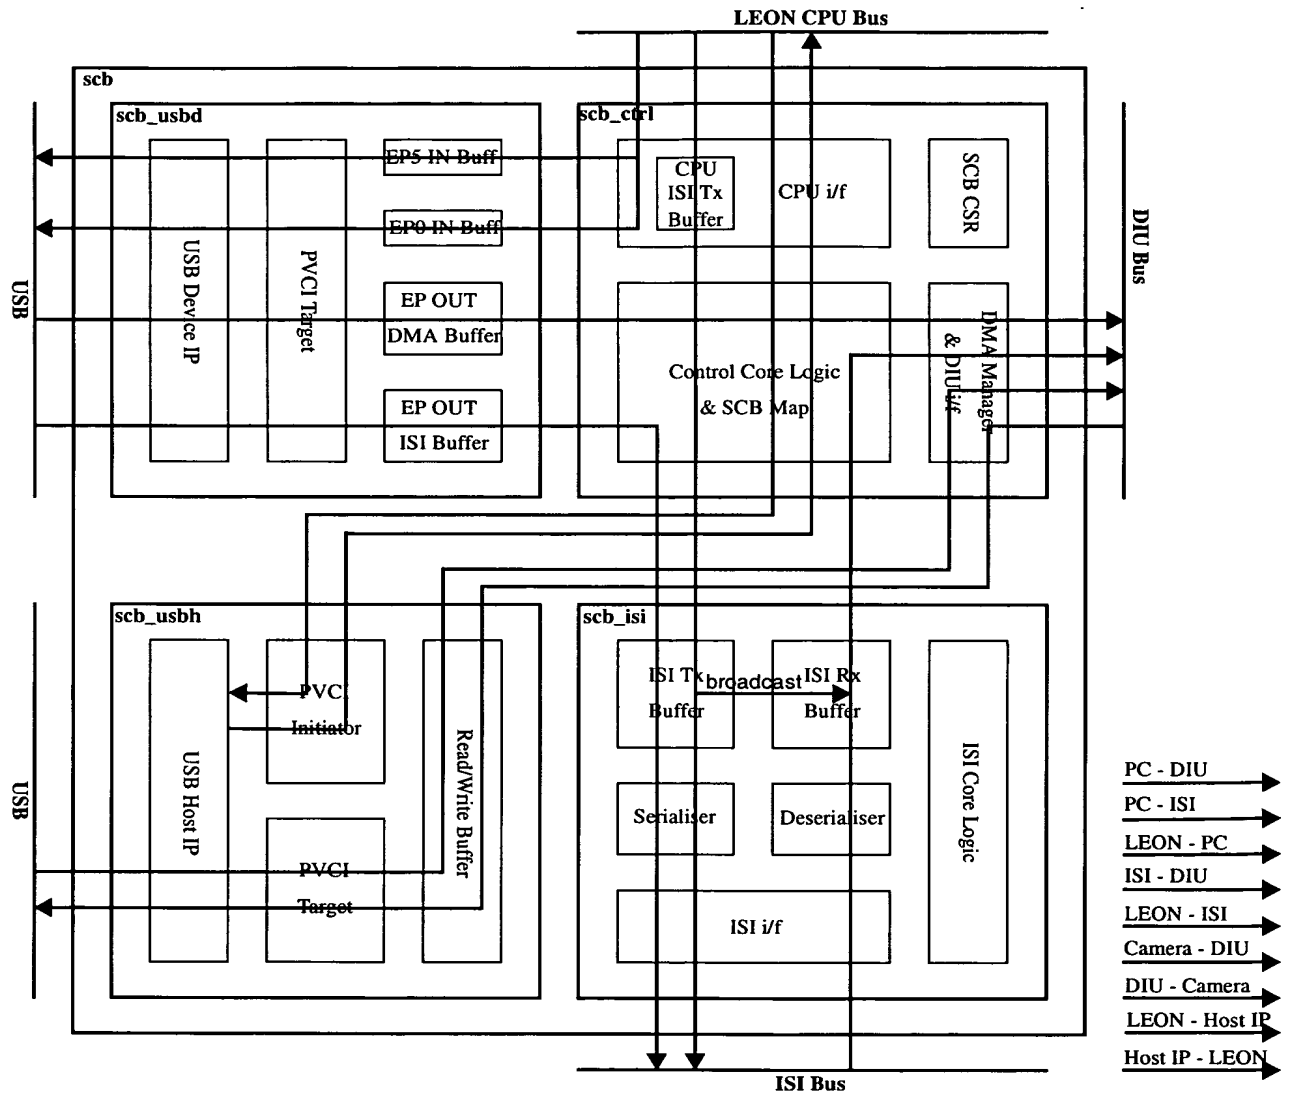 LEON CPU Bus
scb
scb_usbd
EP5 IN Buff
EP0 IN Buff
EP OUT
DMA Buffer
EP OUT
ISI Buffer
USB Device IP
PVCI Target
USB
scb_ctrl
CPU
ISI Tx
Buffer
CPU i/f
SCB CSR
Control Core Logic
& SCB Map
DMA Manager
& DIU i/f
DIU Bus
scb_usbh
USB Host IP
PVCI
Initiator
PVCI
Target
Read/Write Buffer
USB
scb_isi
ISI Tx
Buffer
broadcast
ISI Rx
Buffer
Serialiser
Deserialiser
ISI i/f
ISI Core Logic
ISI Bus
PC - DIU
PC - ISI
LEON - PC
ISI - DIU
LEON - ISI
Camera - DIU
DIU - Camera
LEON - Host IP
Host IP - LEON